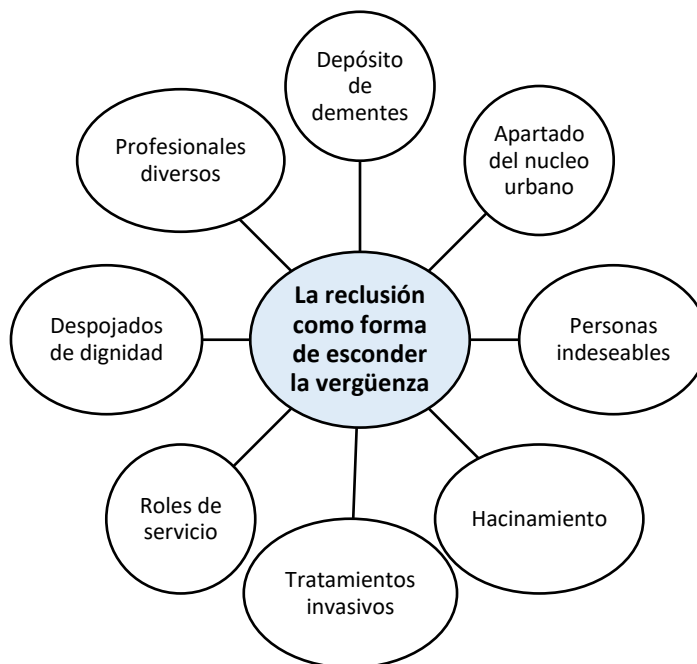 Depósito
de
dementes
Apartado
del nucleo
urbano
Personas
indeseables
Hacinamiento
Tratamientos
invasivos
Roles de
servicio
Despojados
de dignidad
Profesionales
diversos
La reclusión
como forma
de esconder
la vergüenza